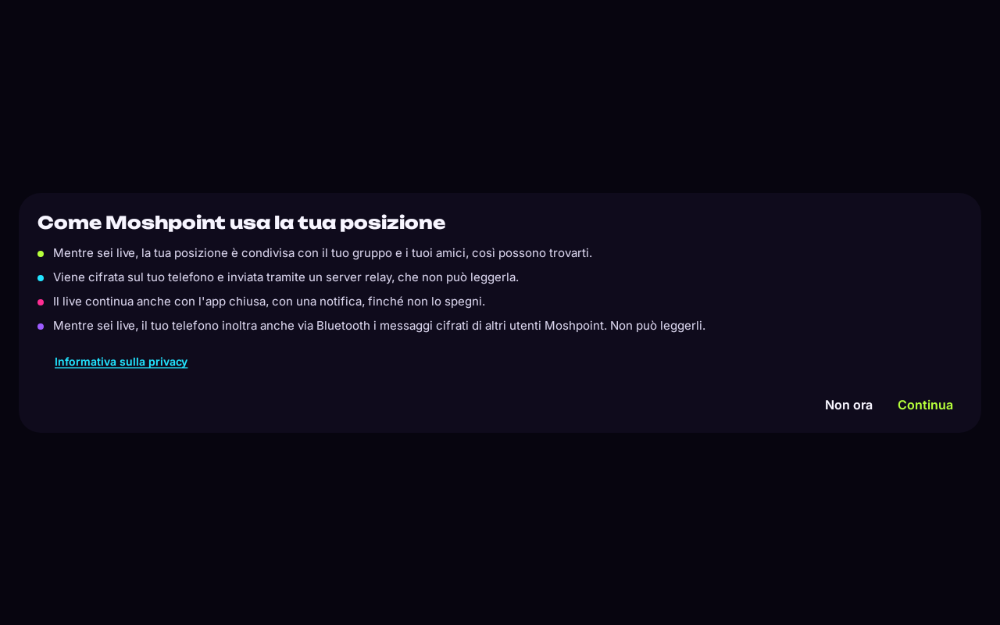 Come Moshpoint usa la tua posizione
Mentre sei live, la tua posizione è condivisa con il tuo gruppo e i tuoi amici, così possono trovarti.
Viene cifrata sul tuo telefono e inviata tramite un server relay, che non può leggerla.
Il live continua anche con l'app chiusa, con una notifica, finché non lo spegni.
Mentre sei live, il tuo telefono inoltra anche via Bluetooth i messaggi cifrati di altri utenti Moshpoint. Non può leggerli.
Informativa sulla privacy
Non ora Continua